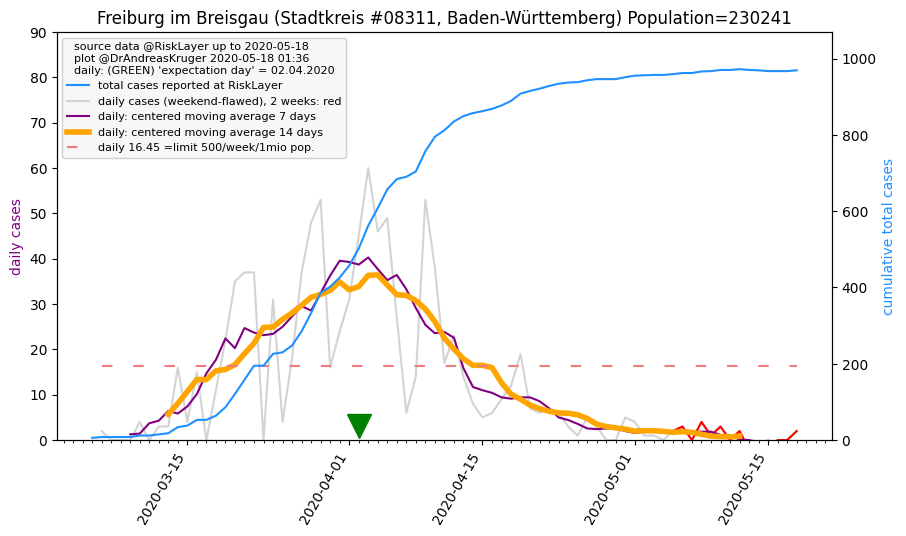 Freiburg im Breisgau (Stadtkreis #08311, Baden-Württemberg) Population=230241
source data @RiskLayer up to 2020-05-18
plot @DrAndreasKruger 2020-05-18 01:36
daily: (GREEN) 'expectation day' = 02.04.2020
total cases reported at RiskLayer
daily cases (weekend-flawed), 2 weeks: red
daily: centered moving average 7 days
daily: centered moving average 14 days
daily 16.45 =limit 500/week/1mio pop.
daily cases
90
80
70
60
50
40
30
20
10
0
1000
800
600
400
200
0
cumulative total cases
2020-03-15
2020-04-01
2020-04-15
2020-05-01
2020-05-15